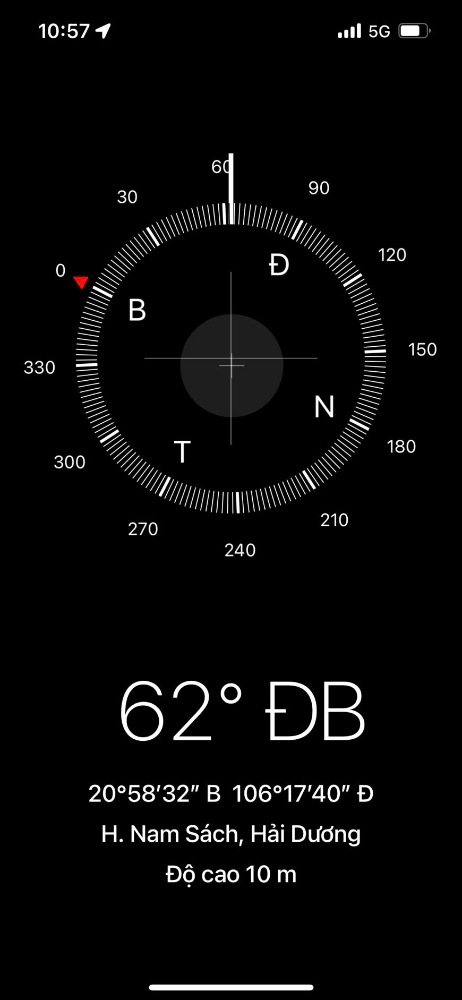 10:57 5G
60
30 90
0 120
Đ
B
330 150
N
T
300 180
270 210
240
62° ĐB
20°58′32″ B 106°17′40″ Đ
H. Nam Sách, Hải Dương
Độ cao 10 m